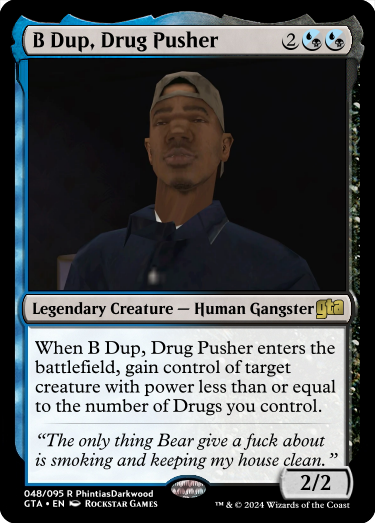 B Dup, Drug Pusher 2
Legendary Creature — Human Gangster gta
When B Dup, Drug Pusher enters the
battlefield, gain control of target
creature with power less than or equal
to the number of Drugs you control.
“The only thing Bear give a fuck about
is smoking and keeping my house clean.”
2/2
048/095 R PhintiasDarkwood
GTA • EN Rockstar Games
™ & © 2024 Wizards of the Coast